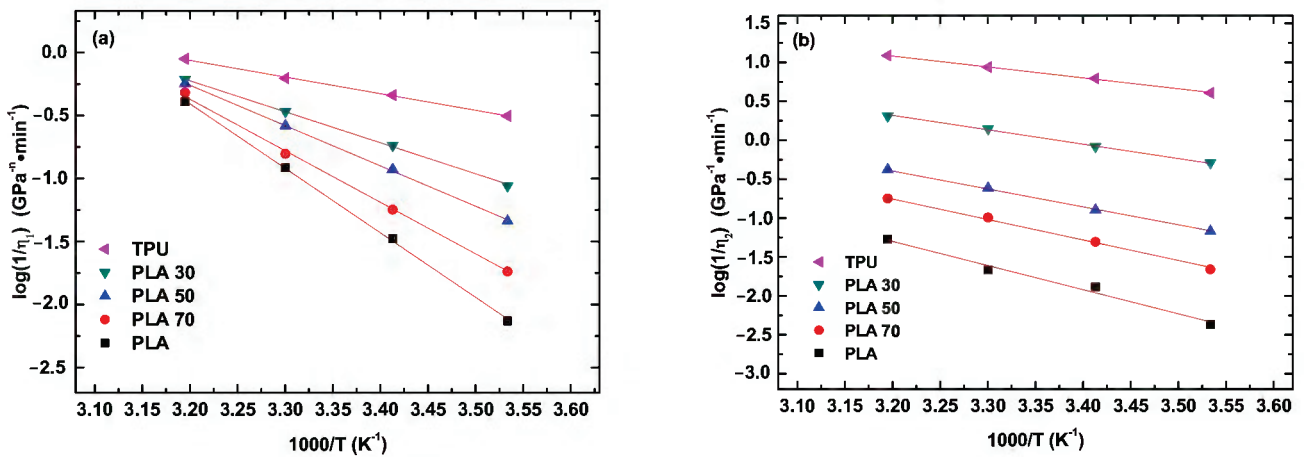 (a)
0.0
−0.5
−1.0
−1.5
−2.0
−2.5
log(1/η₁) (GPa⁻ⁿ•min⁻¹)
TPU
PLA 30
PLA 50
PLA 70
PLA
3.10 3.15 3.20 3.25 3.30 3.35 3.40 3.45 3.50 3.55 3.60
1000/T (K⁻¹)
(b)
1.5
1.0
0.5
0.0
−0.5
−1.0
−1.5
−2.0
−2.5
−3.0
log(1/η₂) (GPa⁻¹•min⁻¹)
TPU
PLA 30
PLA 50
PLA 70
PLA
3.10 3.15 3.20 3.25 3.30 3.35 3.40 3.45 3.50 3.55 3.60
1000/T (K⁻¹)